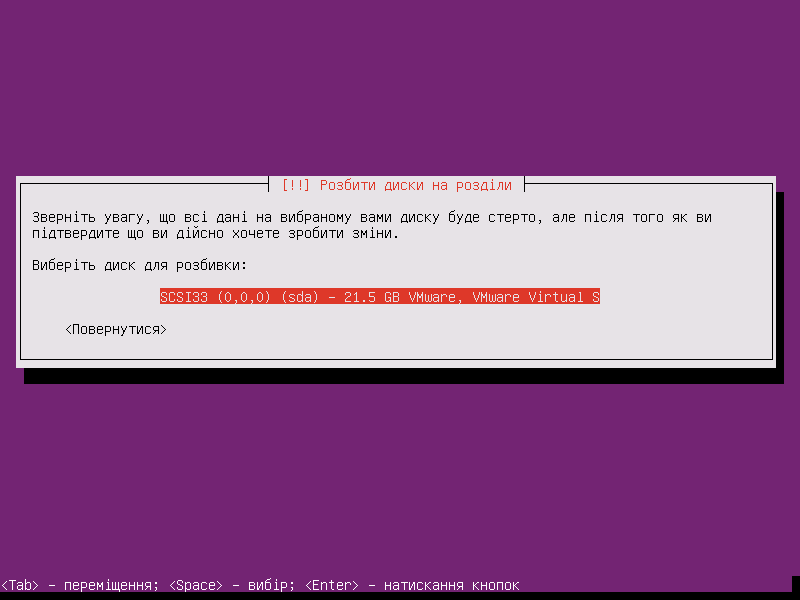 [!!] Розбити диски на розділи
Зверніть увагу, що всі дані на вибраному вами диску буде стерто, але після того як ви
підтвердите що ви дійсно хочете зробити зміни.
Виберіть диск для розбивки:
SCSI33 (0,0,0) (sda) – 21.5 GB VMware, VMware Virtual S
<Повернутися>
<Tab> – переміщення; <Space> – вибір; <Enter> – натискання кнопок